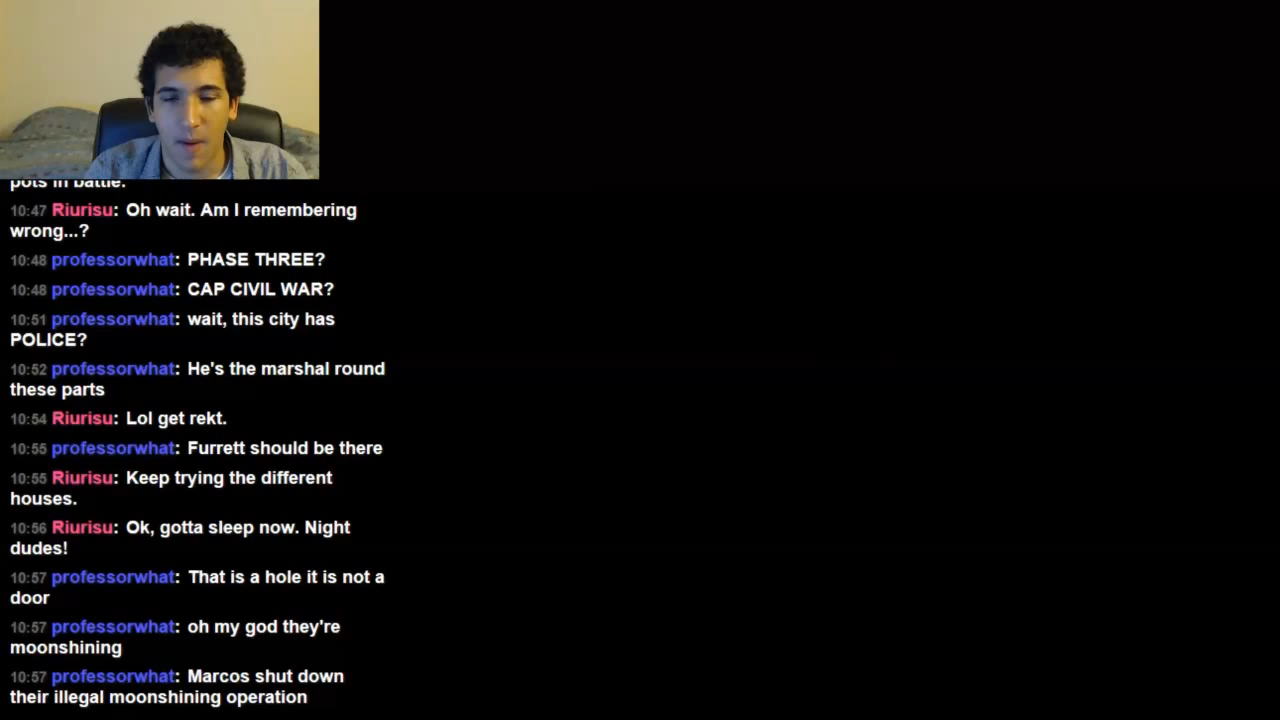 pots in battle.
10:47 Riurisu: Oh wait. Am I remembering
wrong...?
10:48 professorwhat: PHASE THREE?
10:48 professorwhat: CAP CIVIL WAR?
10:51 professorwhat: wait, this city has
POLICE?
10:52 professorwhat: He's the marshal round
these parts
10:54 Riurisu: Lol get rekt.
10:55 professorwhat: Furrett should be there
10:55 Riurisu: Keep trying the different
houses.
10:56 Riurisu: Ok, gotta sleep now. Night
dudes!
10:57 professorwhat: That is a hole it is not a
door
10:57 professorwhat: oh my god they're
moonshining
10:57 professorwhat: Marcos shut down
their illegal moonshining operation